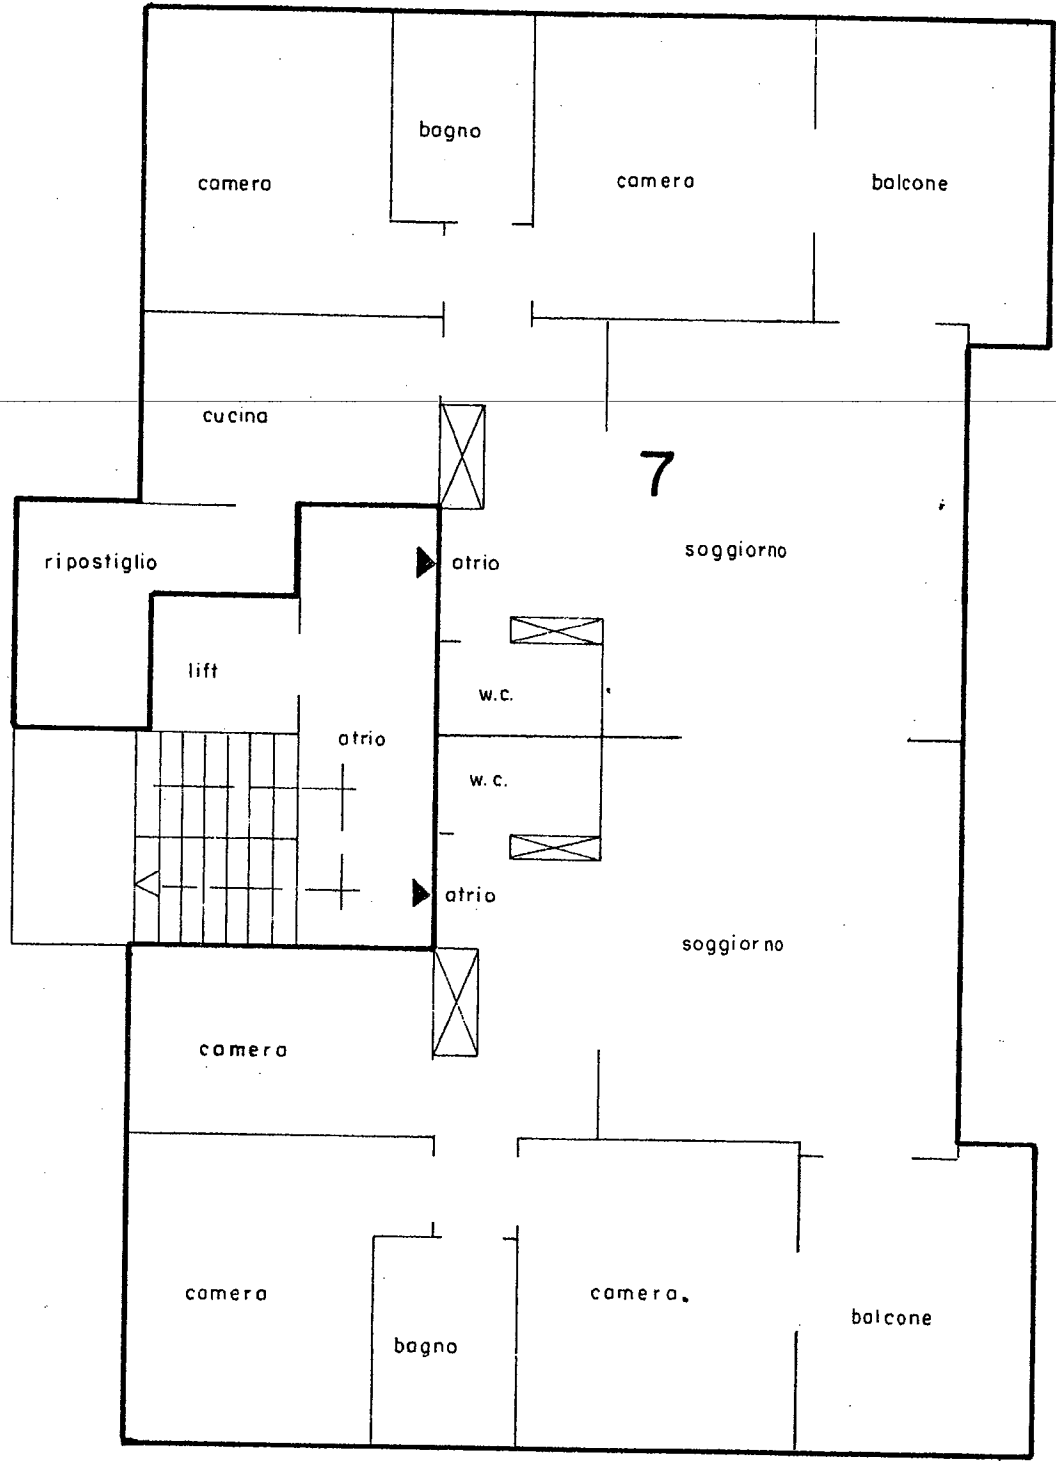 bagno
camera
camera
balcone
cucina
7
soggiorno
ripostiglio
atrio
lift
w.c.
atrio
w.c.
atrio
soggiorno
camera
camera
camera.
balcone
bagno